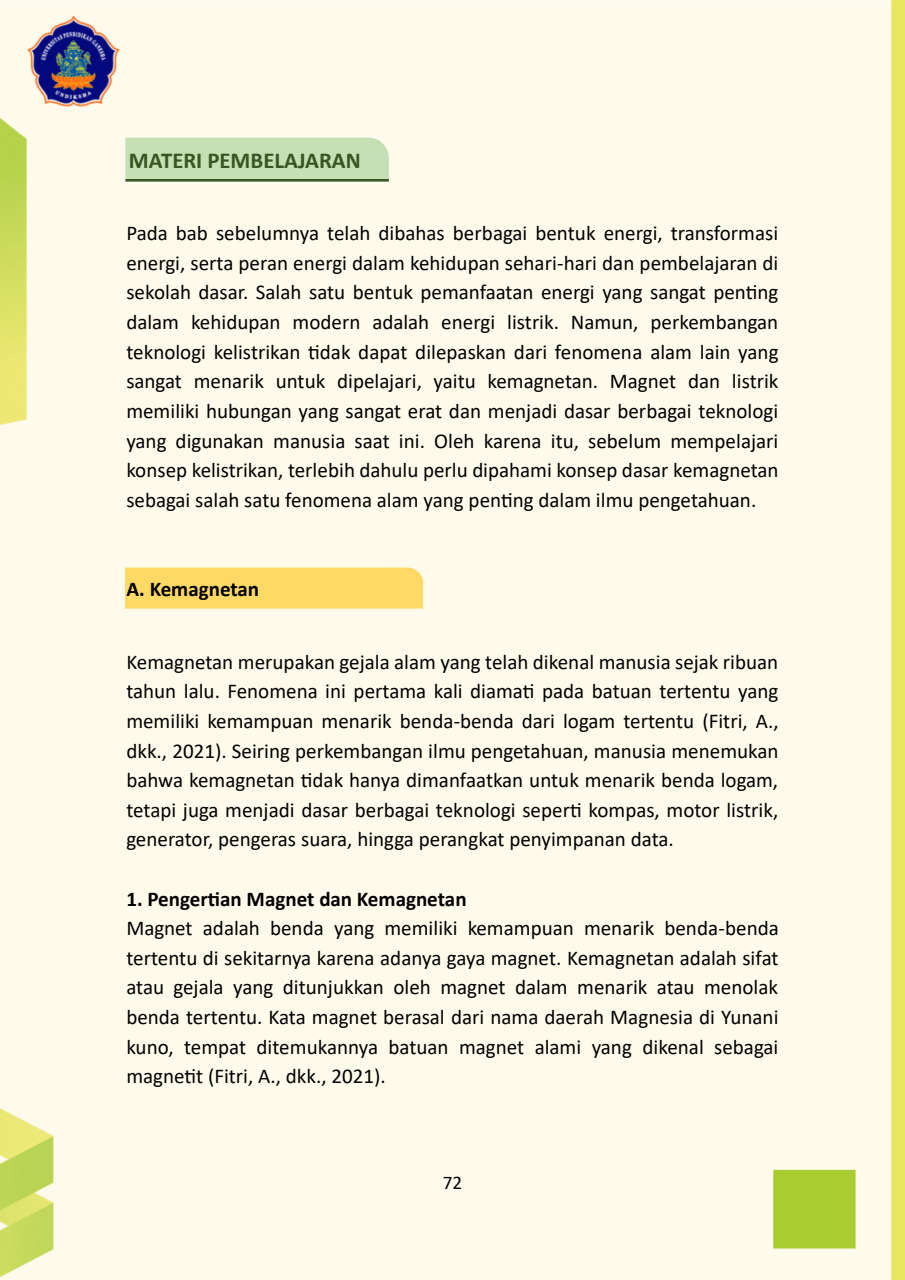 UNIVERSITAS PENDIDIKAN GANESHA
UNDIKSHA
MATERI PEMBELAJARAN
Pada bab sebelumnya telah dibahas berbagai bentuk energi, transformasi
energi, serta peran energi dalam kehidupan sehari-hari dan pembelajaran di
sekolah dasar. Salah satu bentuk pemanfaatan energi yang sangat penting
dalam kehidupan modern adalah energi listrik. Namun, perkembangan
teknologi kelistrikan tidak dapat dilepaskan dari fenomena alam lain yang
sangat menarik untuk dipelajari, yaitu kemagnetan. Magnet dan listrik
memiliki hubungan yang sangat erat dan menjadi dasar berbagai teknologi
yang digunakan manusia saat ini. Oleh karena itu, sebelum mempelajari
konsep kelistrikan, terlebih dahulu perlu dipahami konsep dasar kemagnetan
sebagai salah satu fenomena alam yang penting dalam ilmu pengetahuan.
A. Kemagnetan
Kemagnetan merupakan gejala alam yang telah dikenal manusia sejak ribuan
tahun lalu. Fenomena ini pertama kali diamati pada batuan tertentu yang
memiliki kemampuan menarik benda-benda dari logam tertentu (Fitri, A.,
dkk., 2021). Seiring perkembangan ilmu pengetahuan, manusia menemukan
bahwa kemagnetan tidak hanya dimanfaatkan untuk menarik benda logam,
tetapi juga menjadi dasar berbagai teknologi seperti kompas, motor listrik,
generator, pengeras suara, hingga perangkat penyimpanan data.
1. Pengertian Magnet dan Kemagnetan
Magnet adalah benda yang memiliki kemampuan menarik benda-benda
tertentu di sekitarnya karena adanya gaya magnet. Kemagnetan adalah sifat
atau gejala yang ditunjukkan oleh magnet dalam menarik atau menolak
benda tertentu. Kata magnet berasal dari nama daerah Magnesia di Yunani
kuno, tempat ditemukannya batuan magnet alami yang dikenal sebagai
magnetit (Fitri, A., dkk., 2021).
72